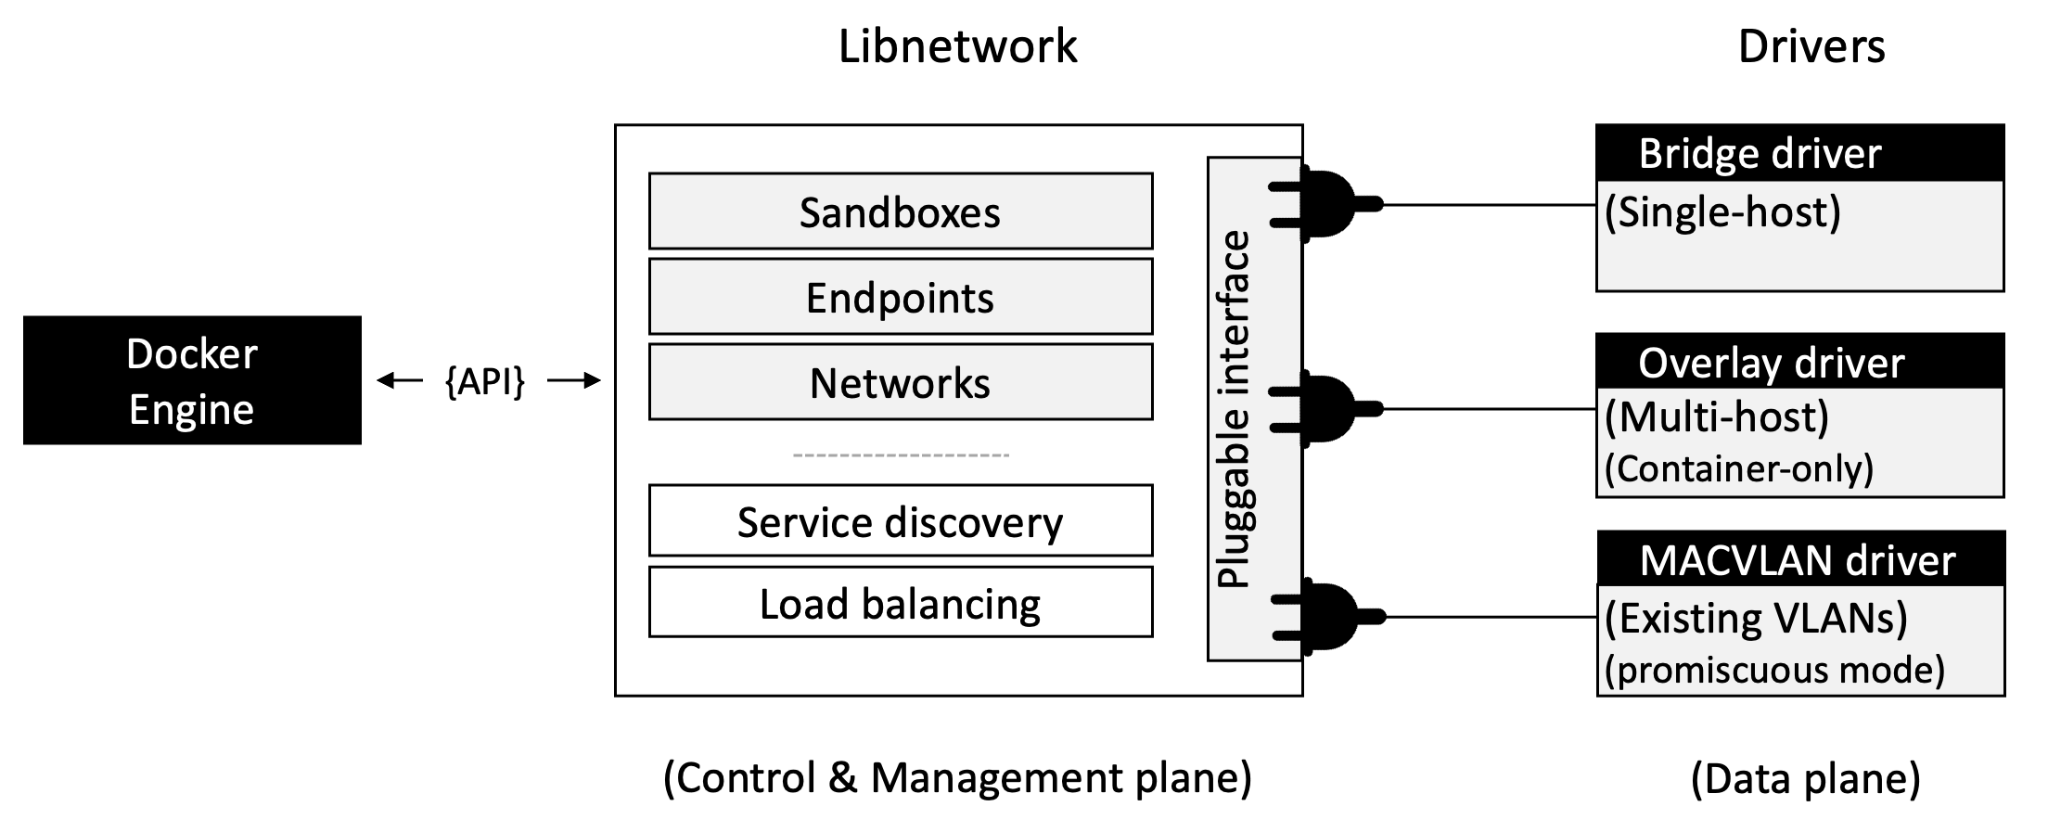 Libnetwork
Drivers
Docker
Engine
{API}
Sandboxes
Endpoints
Networks
Service discovery
Load balancing
Pluggable interface
Bridge driver
(Single-host)
Overlay driver
(Multi-host)
(Container-only)
MACVLAN driver
(Existing VLANs)
(promiscuous mode)
(Control & Management plane)
(Data plane)